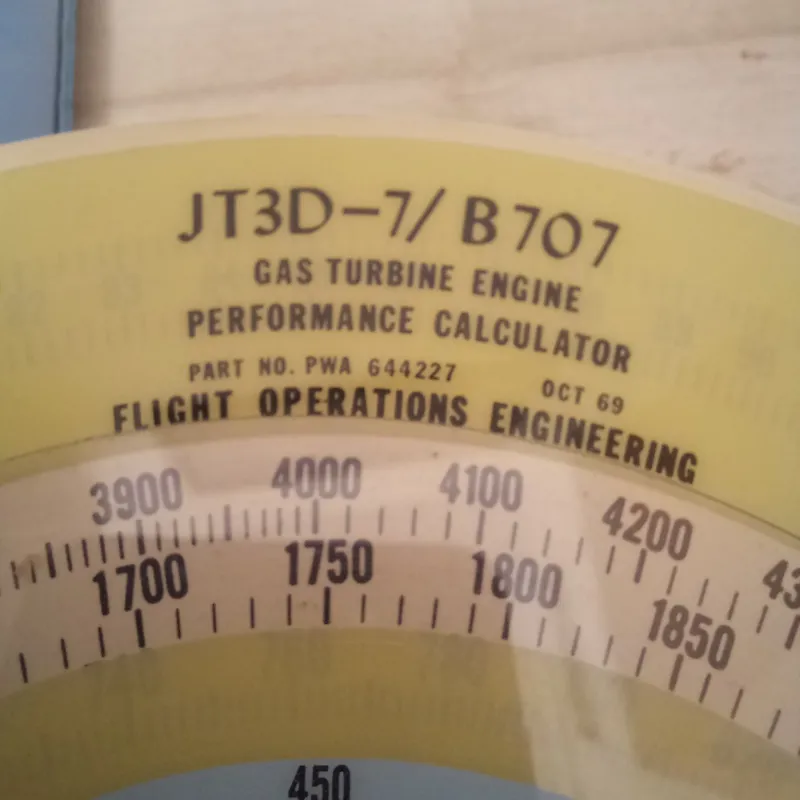 JT3D-7/B707
GAS TURBINE ENGINE
PERFORMANCE CALCULATOR
PART NO. PWA 644227 OCT 69
FLIGHT OPERATIONS ENGINEERING
3900 4000 4100 4200
1700 1750 1800 1850
450